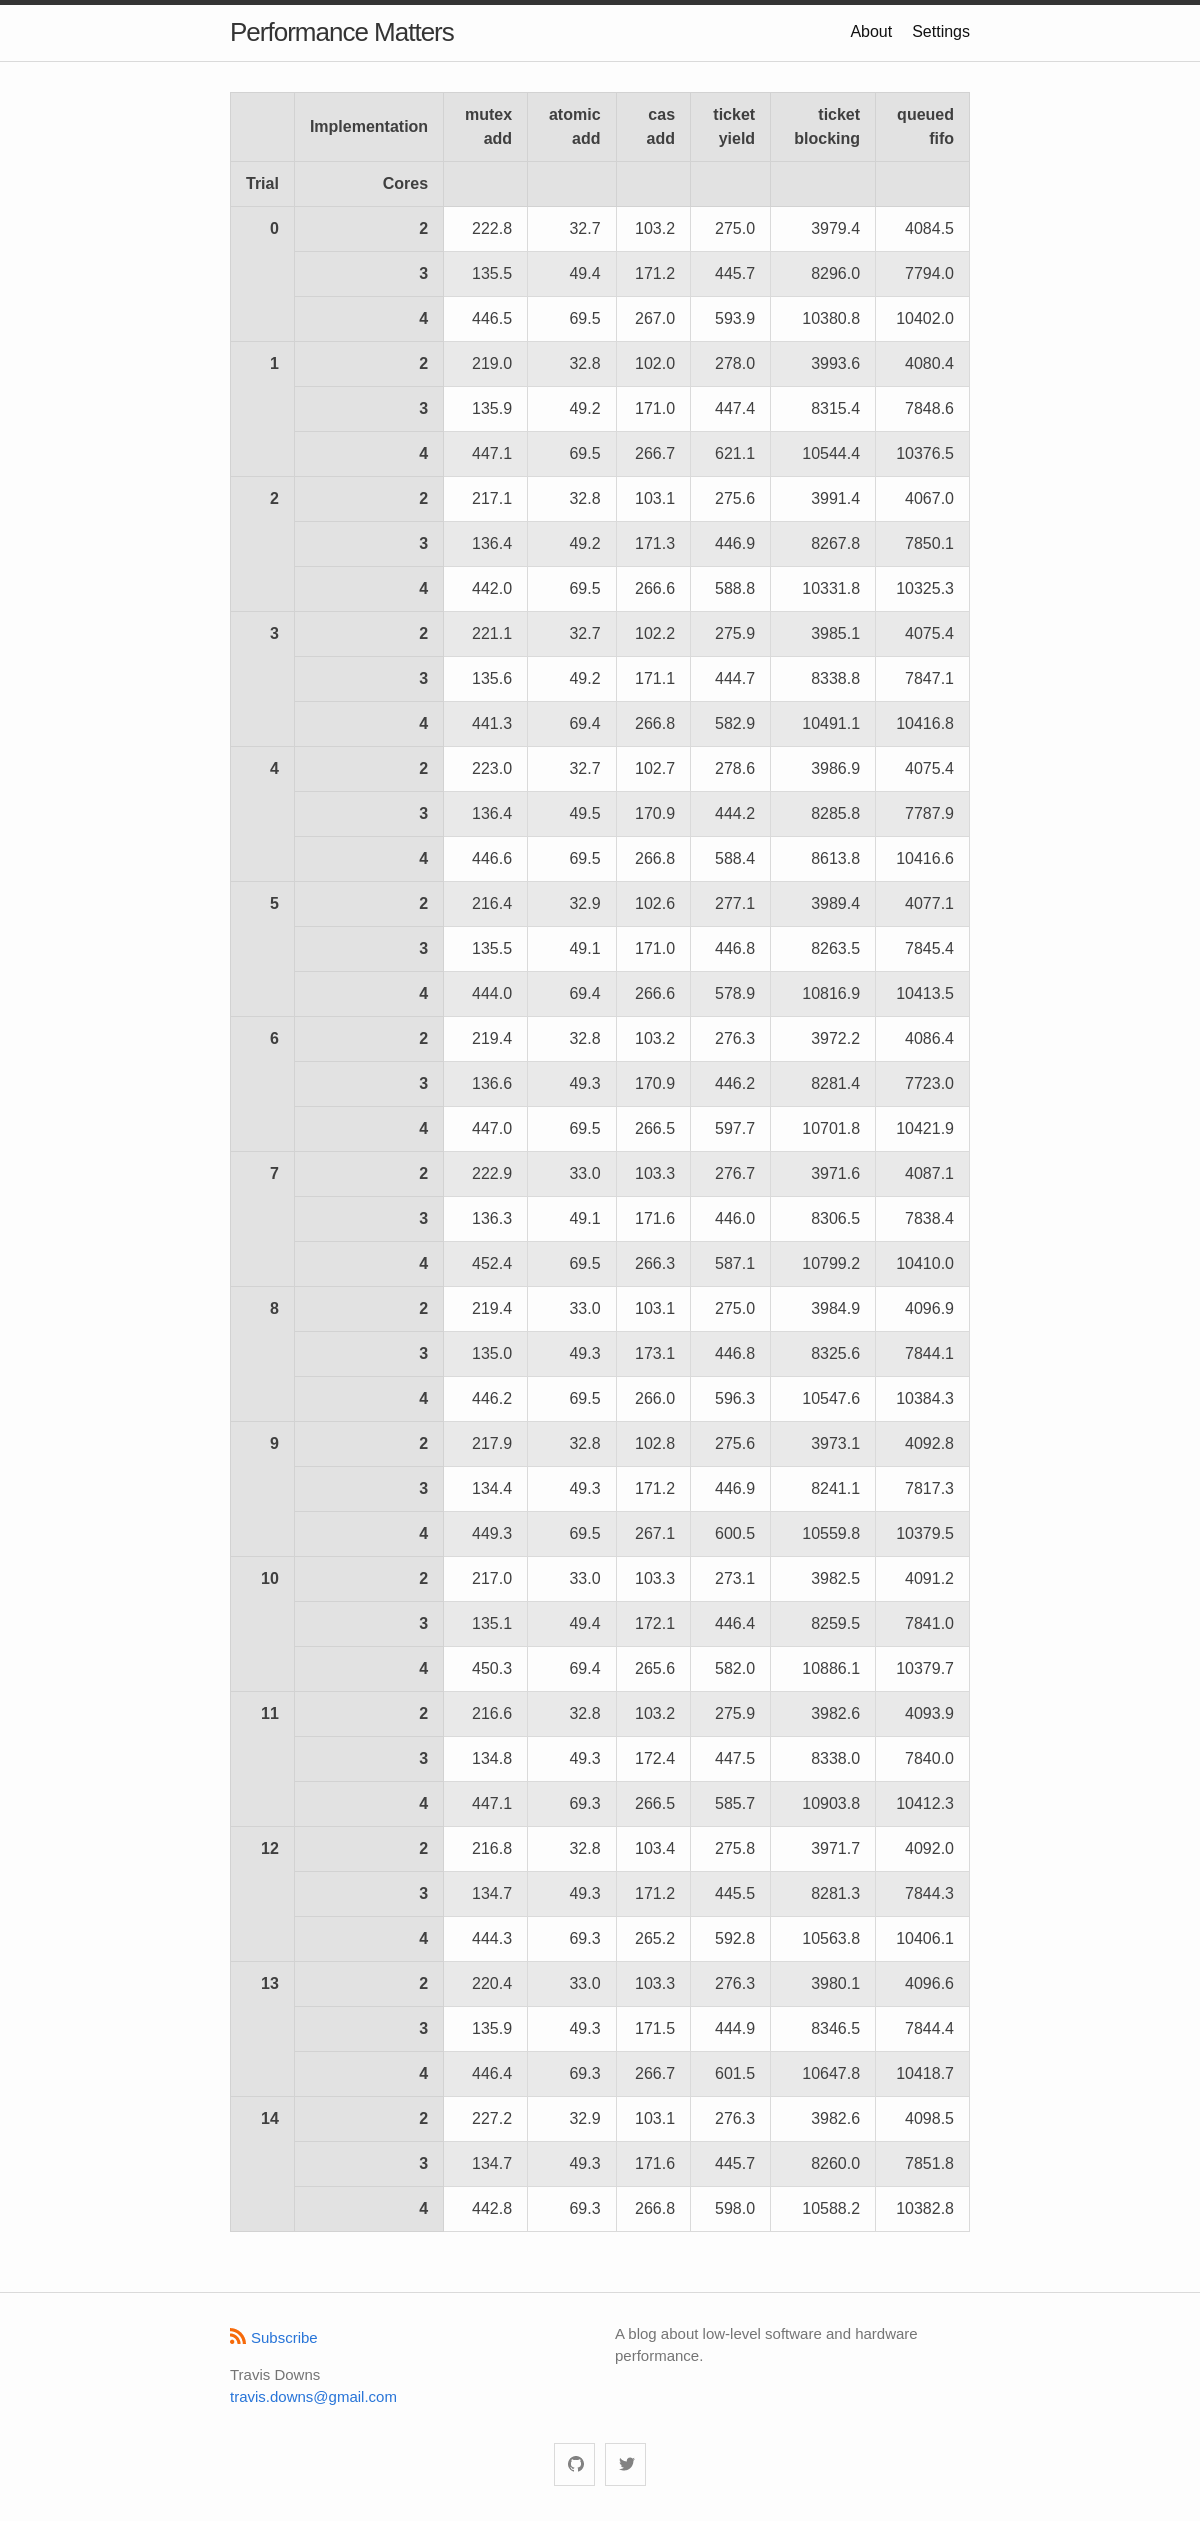 Performance Matters About Settings
Implementation mutex add atomic add cas add ticket yield ticket blocking queued fifo
Trial Cores
0 2 222.8 32.7 103.2 275.0 3979.4 4084.5
3 135.5 49.4 171.2 445.7 8296.0 7794.0
4 446.5 69.5 267.0 593.9 10380.8 10402.0
1 2 219.0 32.8 102.0 278.0 3993.6 4080.4
3 135.9 49.2 171.0 447.4 8315.4 7848.6
4 447.1 69.5 266.7 621.1 10544.4 10376.5
2 2 217.1 32.8 103.1 275.6 3991.4 4067.0
3 136.4 49.2 171.3 446.9 8267.8 7850.1
4 442.0 69.5 266.6 588.8 10331.8 10325.3
3 2 221.1 32.7 102.2 275.9 3985.1 4075.4
3 135.6 49.2 171.1 444.7 8338.8 7847.1
4 441.3 69.4 266.8 582.9 10491.1 10416.8
4 2 223.0 32.7 102.7 278.6 3986.9 4075.4
3 136.4 49.5 170.9 444.2 8285.8 7787.9
4 446.6 69.5 266.8 588.4 8613.8 10416.6
5 2 216.4 32.9 102.6 277.1 3989.4 4077.1
3 135.5 49.1 171.0 446.8 8263.5 7845.4
4 444.0 69.4 266.6 578.9 10816.9 10413.5
6 2 219.4 32.8 103.2 276.3 3972.2 4086.4
3 136.6 49.3 170.9 446.2 8281.4 7723.0
4 447.0 69.5 266.5 597.7 10701.8 10421.9
7 2 222.9 33.0 103.3 276.7 3971.6 4087.1
3 136.3 49.1 171.6 446.0 8306.5 7838.4
4 452.4 69.5 266.3 587.1 10799.2 10410.0
8 2 219.4 33.0 103.1 275.0 3984.9 4096.9
3 135.0 49.3 173.1 446.8 8325.6 7844.1
4 446.2 69.5 266.0 596.3 10547.6 10384.3
9 2 217.9 32.8 102.8 275.6 3973.1 4092.8
3 134.4 49.3 171.2 446.9 8241.1 7817.3
4 449.3 69.5 267.1 600.5 10559.8 10379.5
10 2 217.0 33.0 103.3 273.1 3982.5 4091.2
3 135.1 49.4 172.1 446.4 8259.5 7841.0
4 450.3 69.4 265.6 582.0 10886.1 10379.7
11 2 216.6 32.8 103.2 275.9 3982.6 4093.9
3 134.8 49.3 172.4 447.5 8338.0 7840.0
4 447.1 69.3 266.5 585.7 10903.8 10412.3
12 2 216.8 32.8 103.4 275.8 3971.7 4092.0
3 134.7 49.3 171.2 445.5 8281.3 7844.3
4 444.3 69.3 265.2 592.8 10563.8 10406.1
13 2 220.4 33.0 103.3 276.3 3980.1 4096.6
3 135.9 49.3 171.5 444.9 8346.5 7844.4
4 446.4 69.3 266.7 601.5 10647.8 10418.7
14 2 227.2 32.9 103.1 276.3 3982.6 4098.5
3 134.7 49.3 171.6 445.7 8260.0 7851.8
4 442.8 69.3 266.8 598.0 10588.2 10382.8
Subscribe
Travis Downs
travis.downs@gmail.com
A blog about low-level software and hardware
performance.